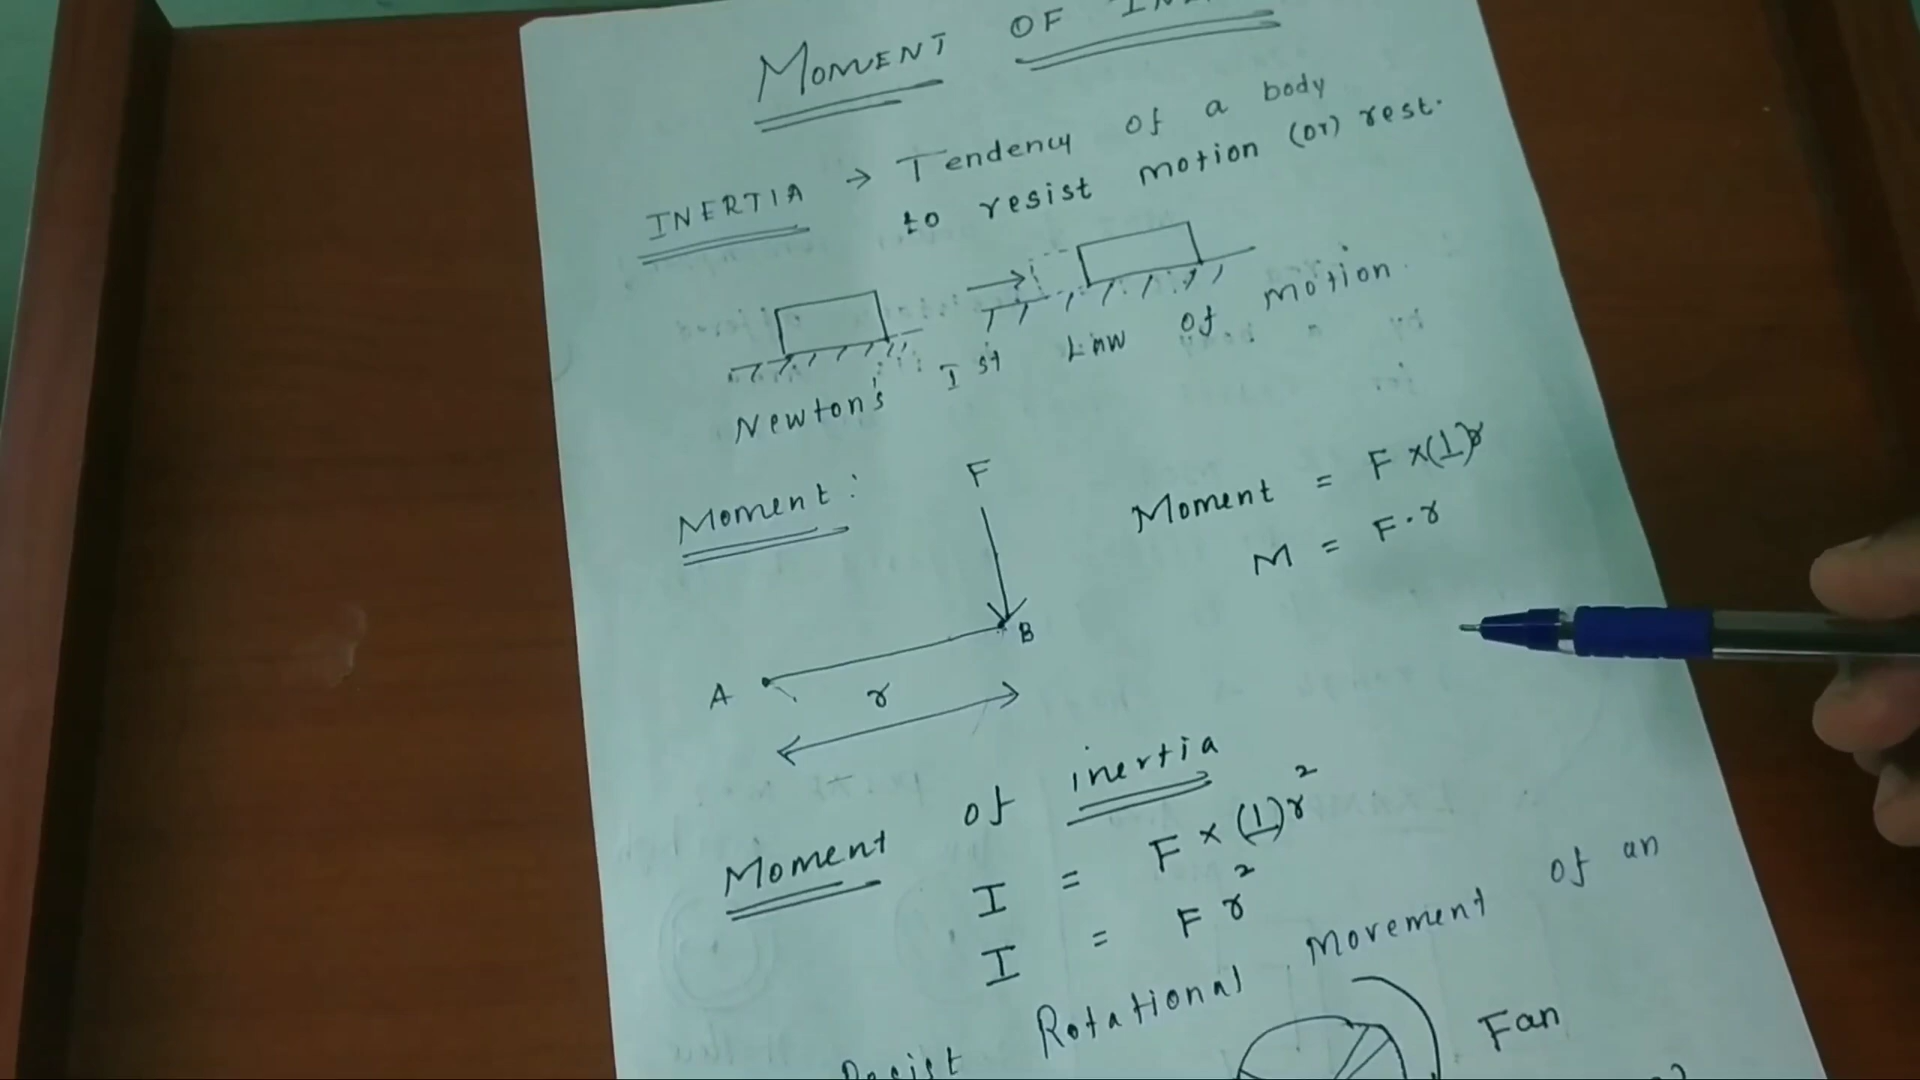 MOMENT OF
INERTIA → Tendency of a body
to resist motion (or) rest.
Newton's Ist Law of motion
Moment:
F
Moment = F ×(⊥)r
M = F.r
A
B
r
Moment of inertia
I = F × (⊥)r²
I = F r²
Resist Rotational Movement of an
Fan